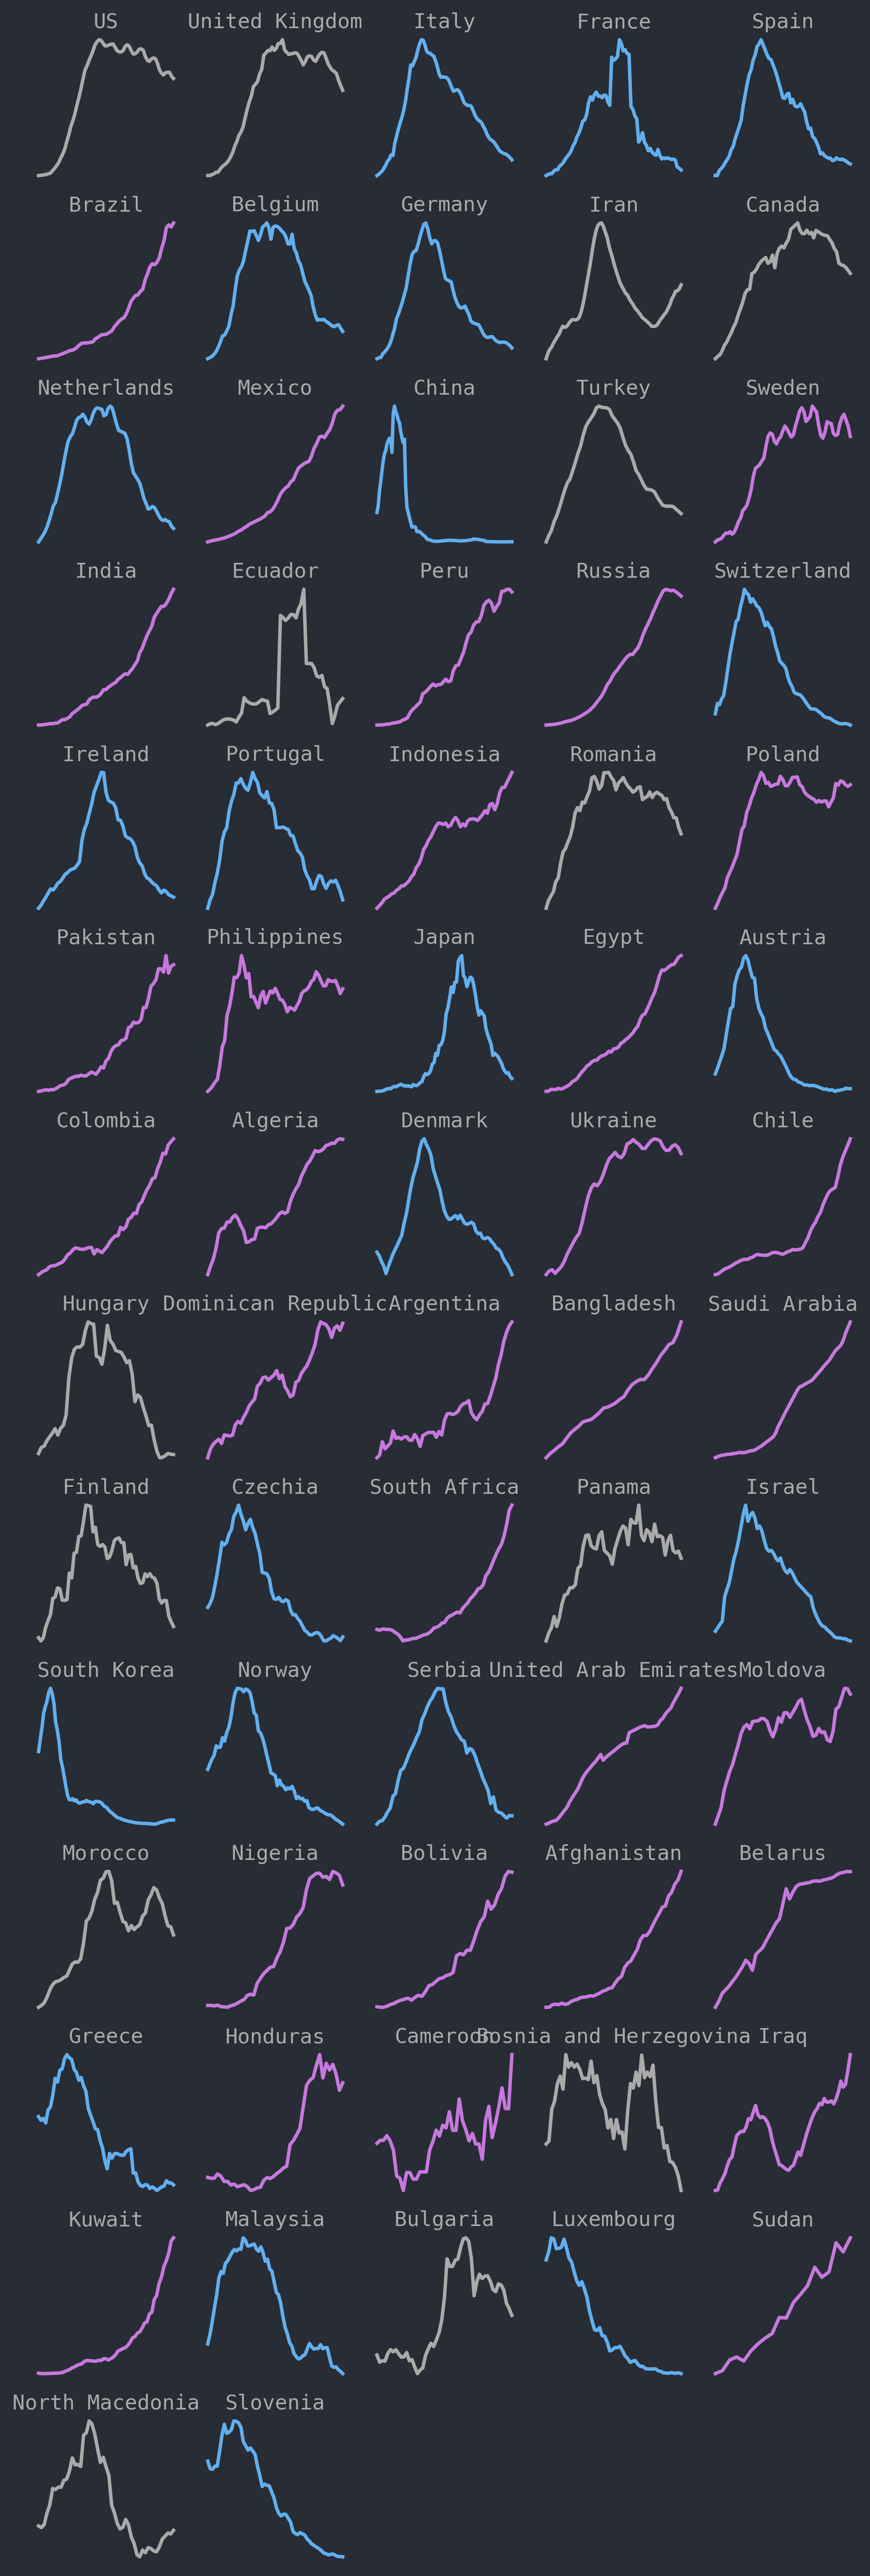 US United Kingdom Italy France Spain
Brazil Belgium Germany Iran Canada
Netherlands Mexico China Turkey Sweden
India Ecuador Peru Russia Switzerland
Ireland Portugal Indonesia Romania Poland
Pakistan Philippines Japan Egypt Austria
Colombia Algeria Denmark Ukraine Chile
Hungary Dominican Republic Argentina Bangladesh Saudi Arabia
Finland Czechia South Africa Panama Israel
South Korea Norway Serbia United Arab Emirates Moldova
Morocco Nigeria Bolivia Afghanistan Belarus
Greece Honduras Cameroon Bosnia and Herzegovina Iraq
Kuwait Malaysia Bulgaria Luxembourg Sudan
North Macedonia Slovenia